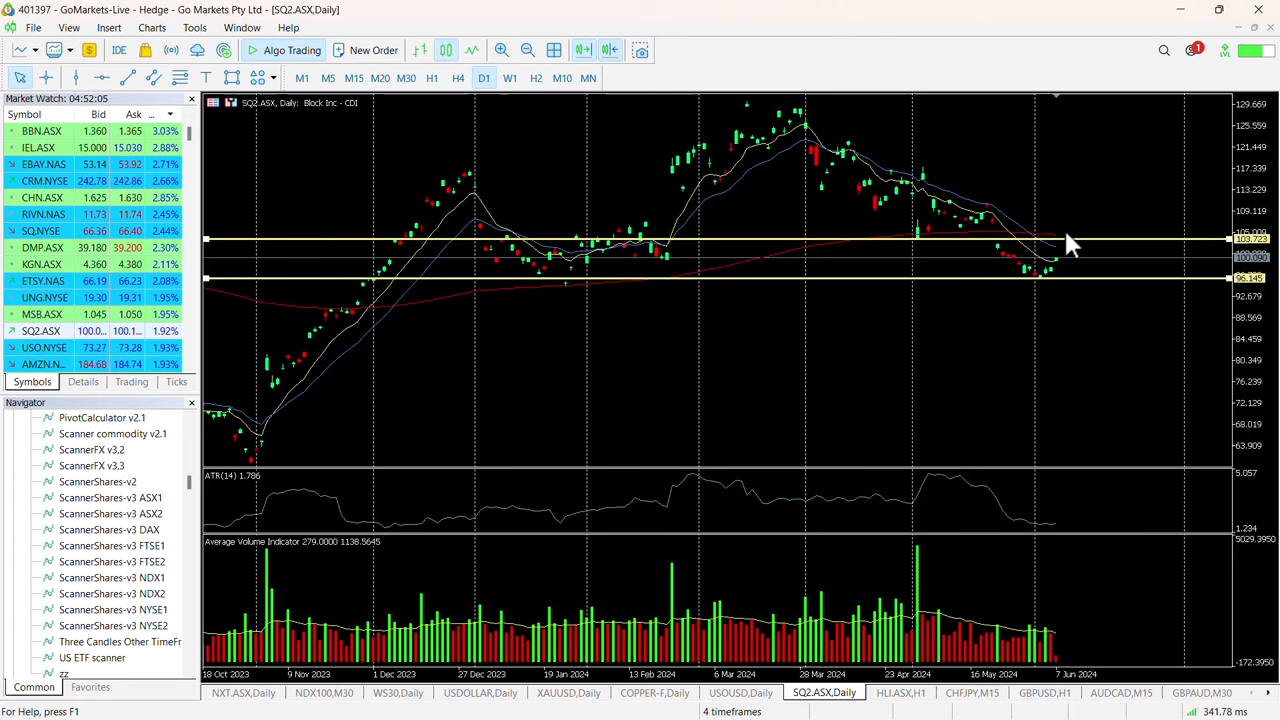 401397 - GoMarkets-Live - Hedge - Go Markets Pty Ltd - [SQ2.ASX,Daily]
File View Insert Charts Tools Window Help
IDE Algo Trading New Order 1
M1 M5 M15 M20 M30 H1 H4 D1 W1 H2 M10 MN
Market Watch: 04:52:05
Symbol Bid Ask ...
BBN.ASX 1.360 1.365 3.03%
IEL.ASX 15.000 15.030 2.88%
EBAY.NAS 53.14 53.92 2.71%
CRM.NYSE 242.78 242.86 2.66%
CHN.ASX 1.625 1.630 2.85%
RIVN.NAS 11.73 11.74 2.45%
SQ.NYSE 66.36 66.40 2.44%
DMP.ASX 39.180 39.200 2.30%
KGN.ASX 4.360 4.380 2.11%
ETSY.NAS 66.19 66.23 2.08%
UNG.NYSE 19.30 19.31 1.95%
MSB.ASX 1.045 1.050 1.95%
SQ2.ASX 100.0... 100.1... 1.92%
USO.NYSE 73.27 73.28 1.93%
AMZN.N... 184.68 184.74 1.93%
Symbols Details Trading Ticks
Navigator
PivotCalculator v2.1
Scanner commodity v2.1
ScannerFX v3,2
ScannerFX v3,3
ScannerShares-v2
ScannerShares-v3 ASX1
ScannerShares-v3 ASX2
ScannerShares-v3 DAX
ScannerShares-v3 FTSE1
ScannerShares-v3 FTSE2
ScannerShares-v3 NDX1
ScannerShares-v3 NDX2
ScannerShares-v3 NYSE1
ScannerShares-v3 NYSE2
Three Candles Other TimeFr
US ETF scanner
zz
Common Favorites
SQ2.ASX, Daily: Block Inc - CDI
129.669
125.559
121.449
117.339
113.229
109.119
105.009
103.723
100.090
96.145
92.679
88.569
84.459
80.349
76.239
72.129
68.019
63.909
ATR(14) 1.786
5.057
1.234
Average Volume Indicator 279.0000 1138.5645
5029.3950
-172.3950
18 Oct 2023 9 Nov 2023 1 Dec 2023 27 Dec 2023 19 Jan 2024 13 Feb 2024 6 Mar 2024 28 Mar 2024 23 Apr 2024 16 May 2024 7 Jun 2024
NXT.ASX,Daily NDX100,M30 WS30,Daily USDOLLAR,Daily XAUUSD,Daily COPPER-F,Daily USOUSD,Daily SQ2.ASX,Daily HLI.ASX,H1 CHFJPY,M15 GBPUSD,H1 AUDCAD,M15 GBPAUD,M30
For Help, press F1 4 timeframes 341.78 ms